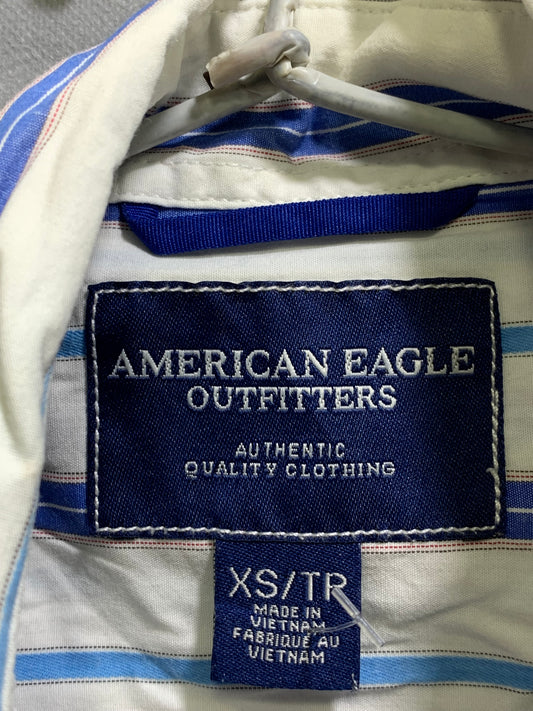 AMERICAN EAGLE
OUTFITTERS
AUTHENTIC
QUALITY CLOTHING
XS/TP
MADE IN
VIETNAM
FABRIQUÉ AU
VIETNAM